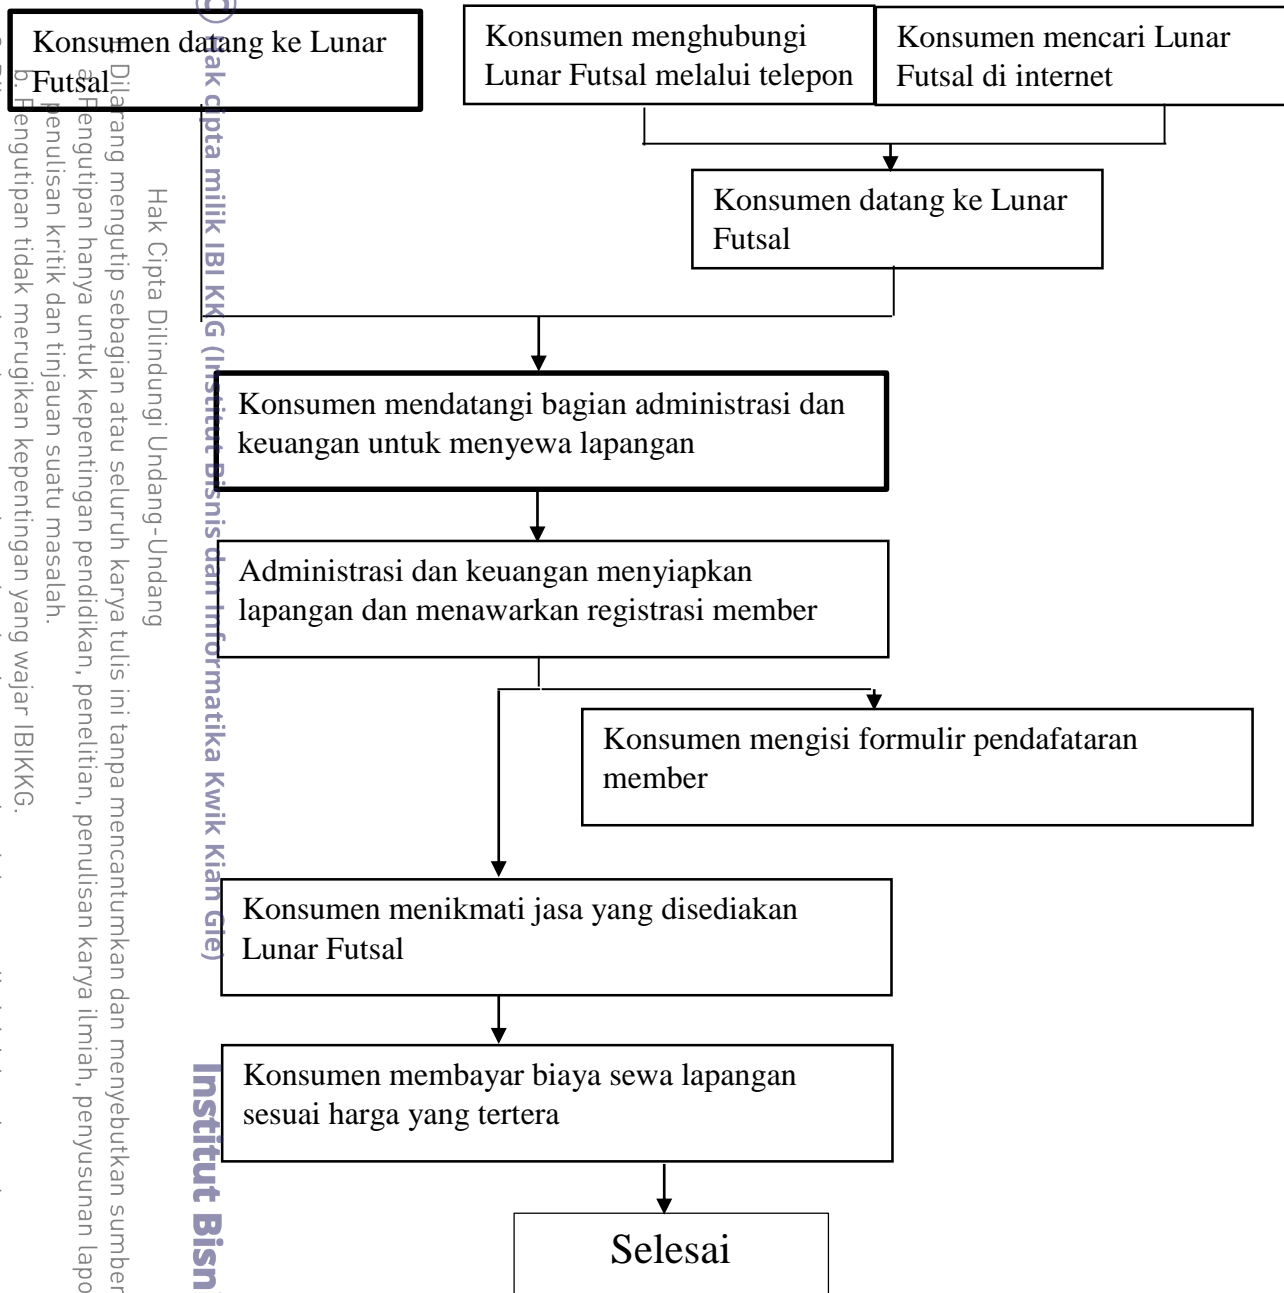 Konsumen datang ke Lunar
Futsal
Konsumen menghubungi
Lunar Futsal melalui telepon
Konsumen mencari Lunar
Futsal di internet
Konsumen datang ke Lunar
Futsal
Konsumen mendatangi bagian administrasi dan
keuangan untuk menyewa lapangan
Administrasi dan keuangan menyiapkan
lapangan dan menawarkan registrasi member
Konsumen mengisi formulir pendafataran
member
Konsumen menikmati jasa yang disediakan
Lunar Futsal
Konsumen membayar biaya sewa lapangan
sesuai harga yang tertera
Selesai
© Hak cipta milik IBI KKG (Institut Bisnis dan Informatika Kwik Kian Gie)
Institut Bisn
Hak Cipta Dilindungi Undang-Undang
Dilarang mengutip sebagian atau seluruh karya tulis ini tanpa mencantumkan dan menyebutkan sumber
a. Pengutipan hanya untuk kepentingan pendidikan, penelitian, penulisan karya ilmiah, penyusunan lapo
penulisan kritik dan tinjauan suatu masalah.
b. Pengutipan tidak merugikan kepentingan yang wajar IBIKKG.